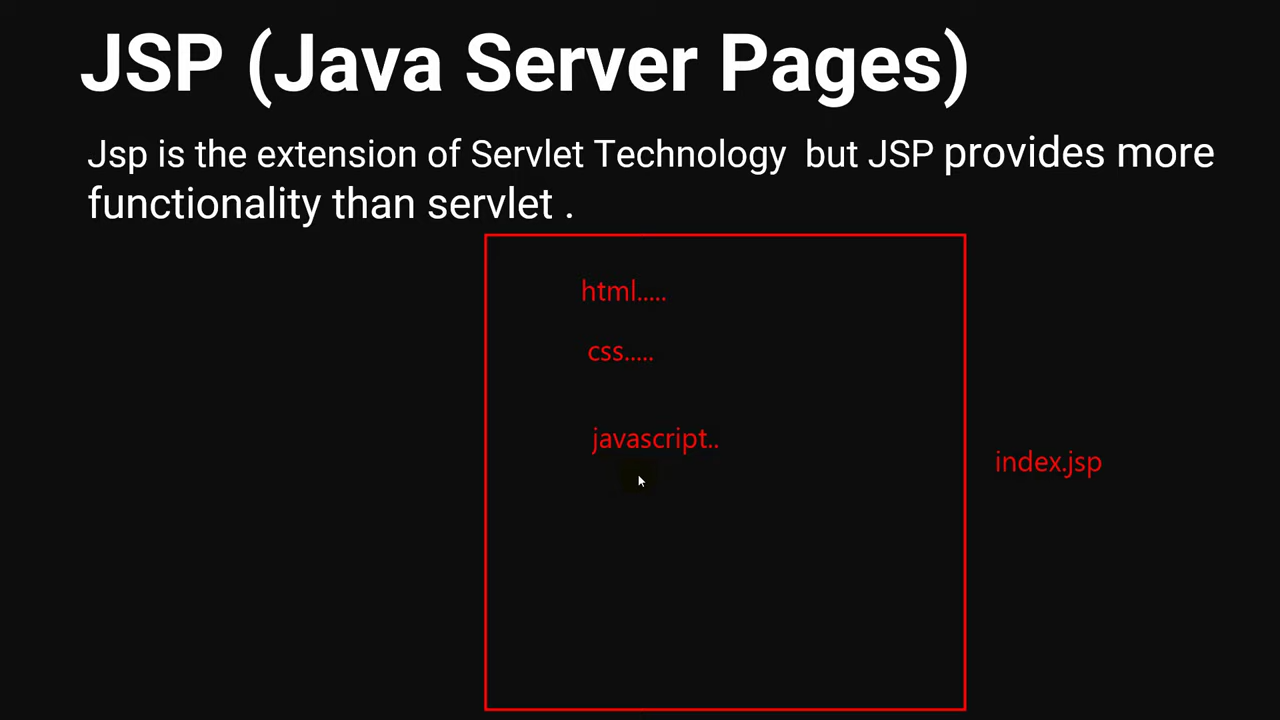 JSP (Java Server Pages)
Jsp is the extension of Servlet Technology but JSP provides more
functionality than servlet .
html.....
css.....
javascript..
index.jsp